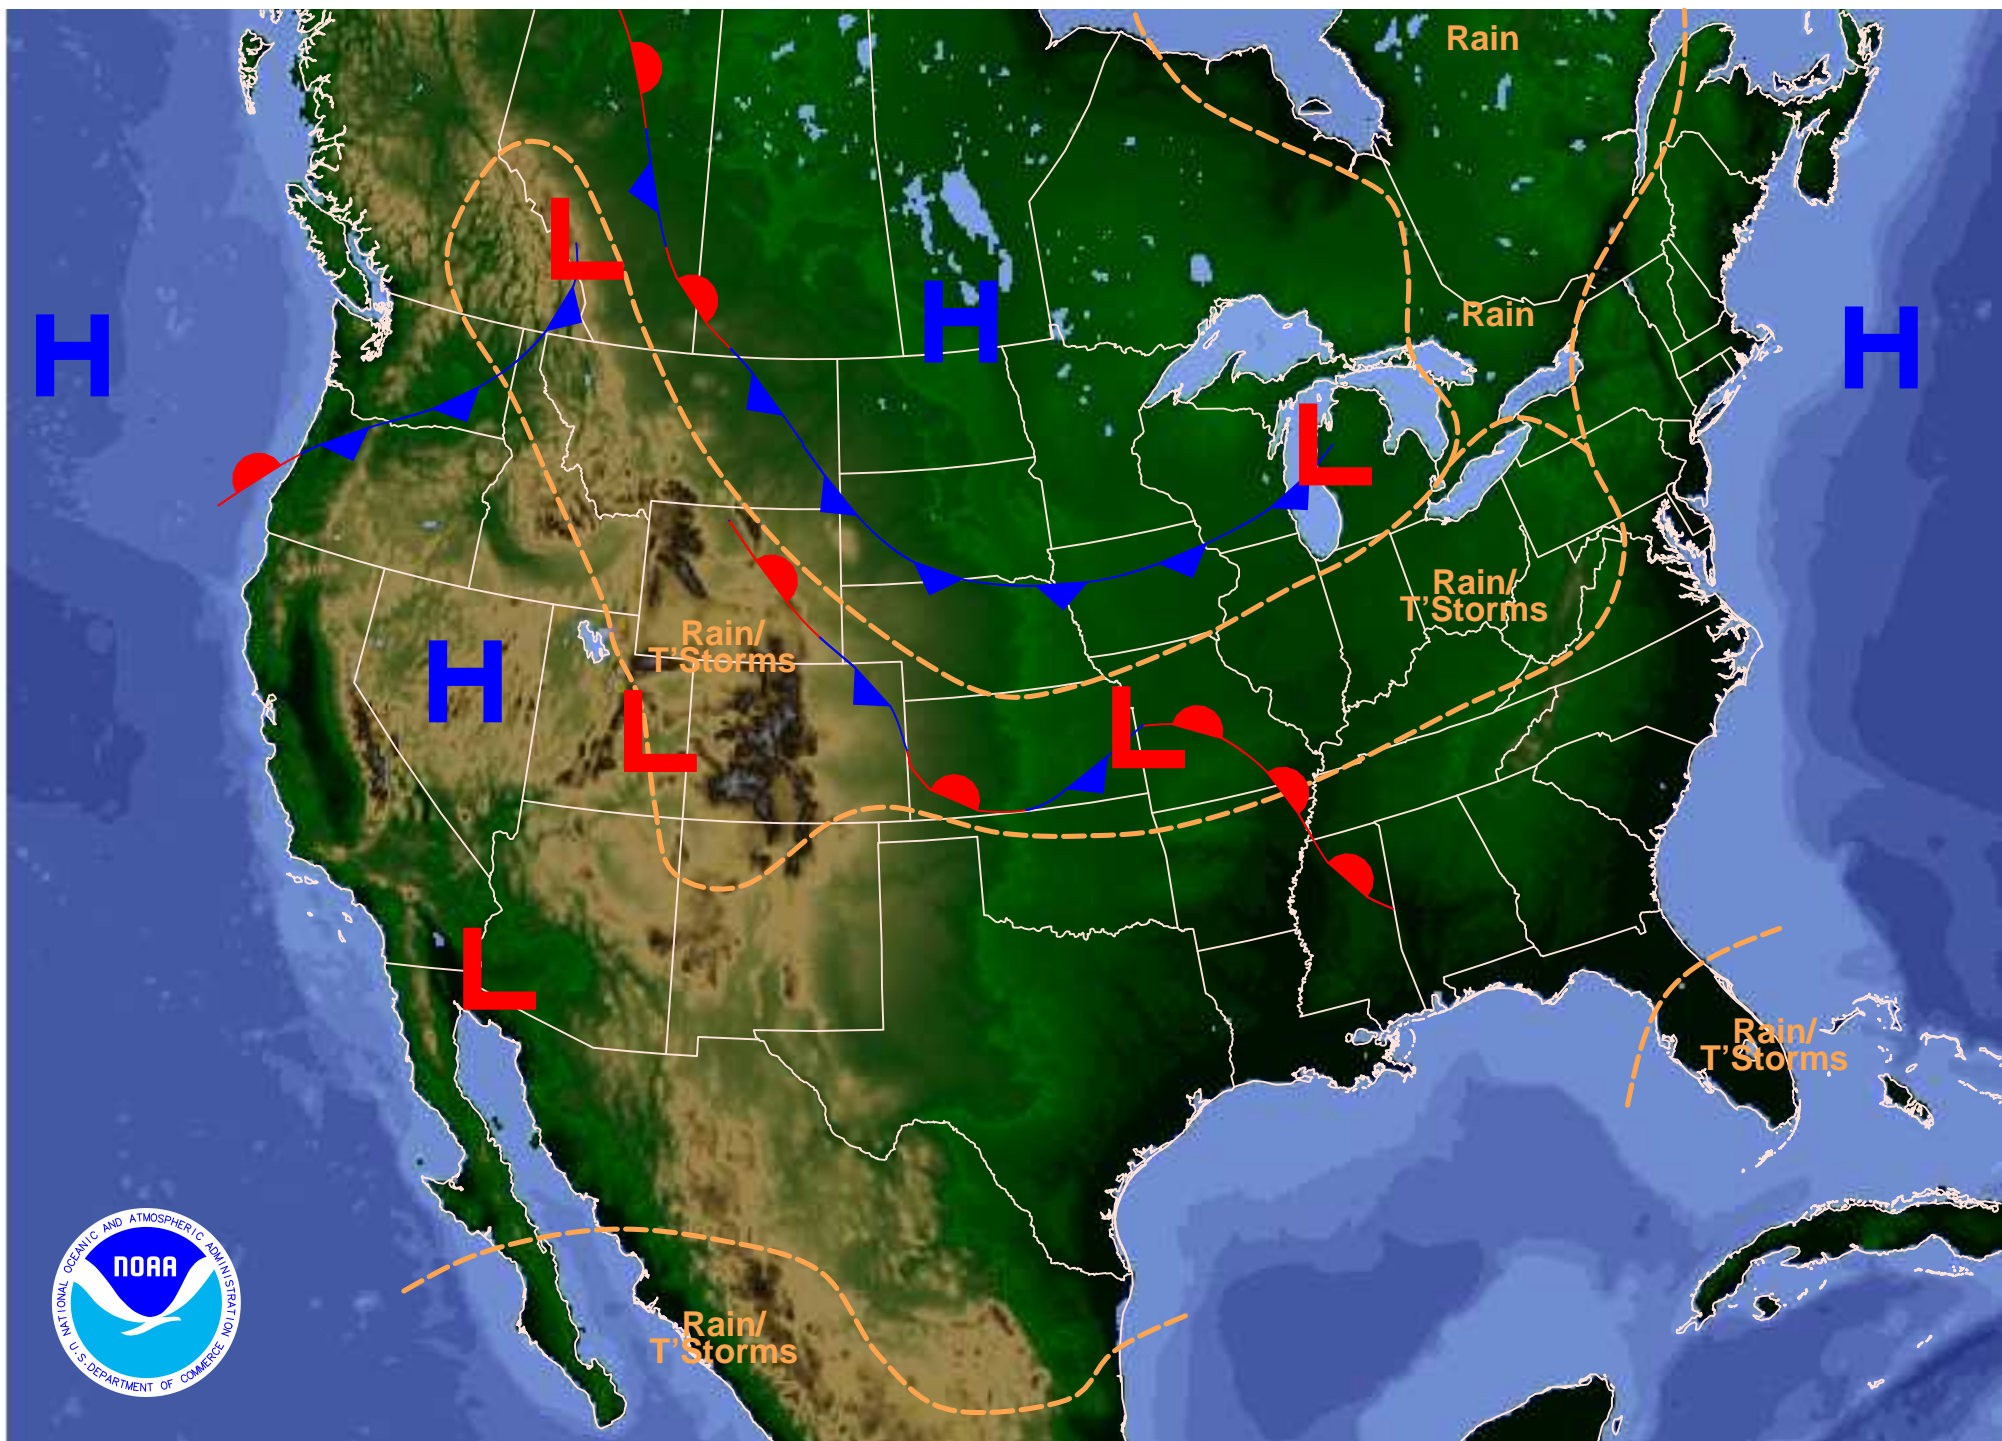 Rain
L
H
H
Rain
H
L
Rain/
T'Storms
Rain/
T'Storms
H
L
L
L
Rain/
T'Storms
NATIONAL OCEANIC AND ATMOSPHERIC ADMINISTRATION
NOAA
U.S. DEPARTMENT OF COMMERCE
Rain/
T'Storms